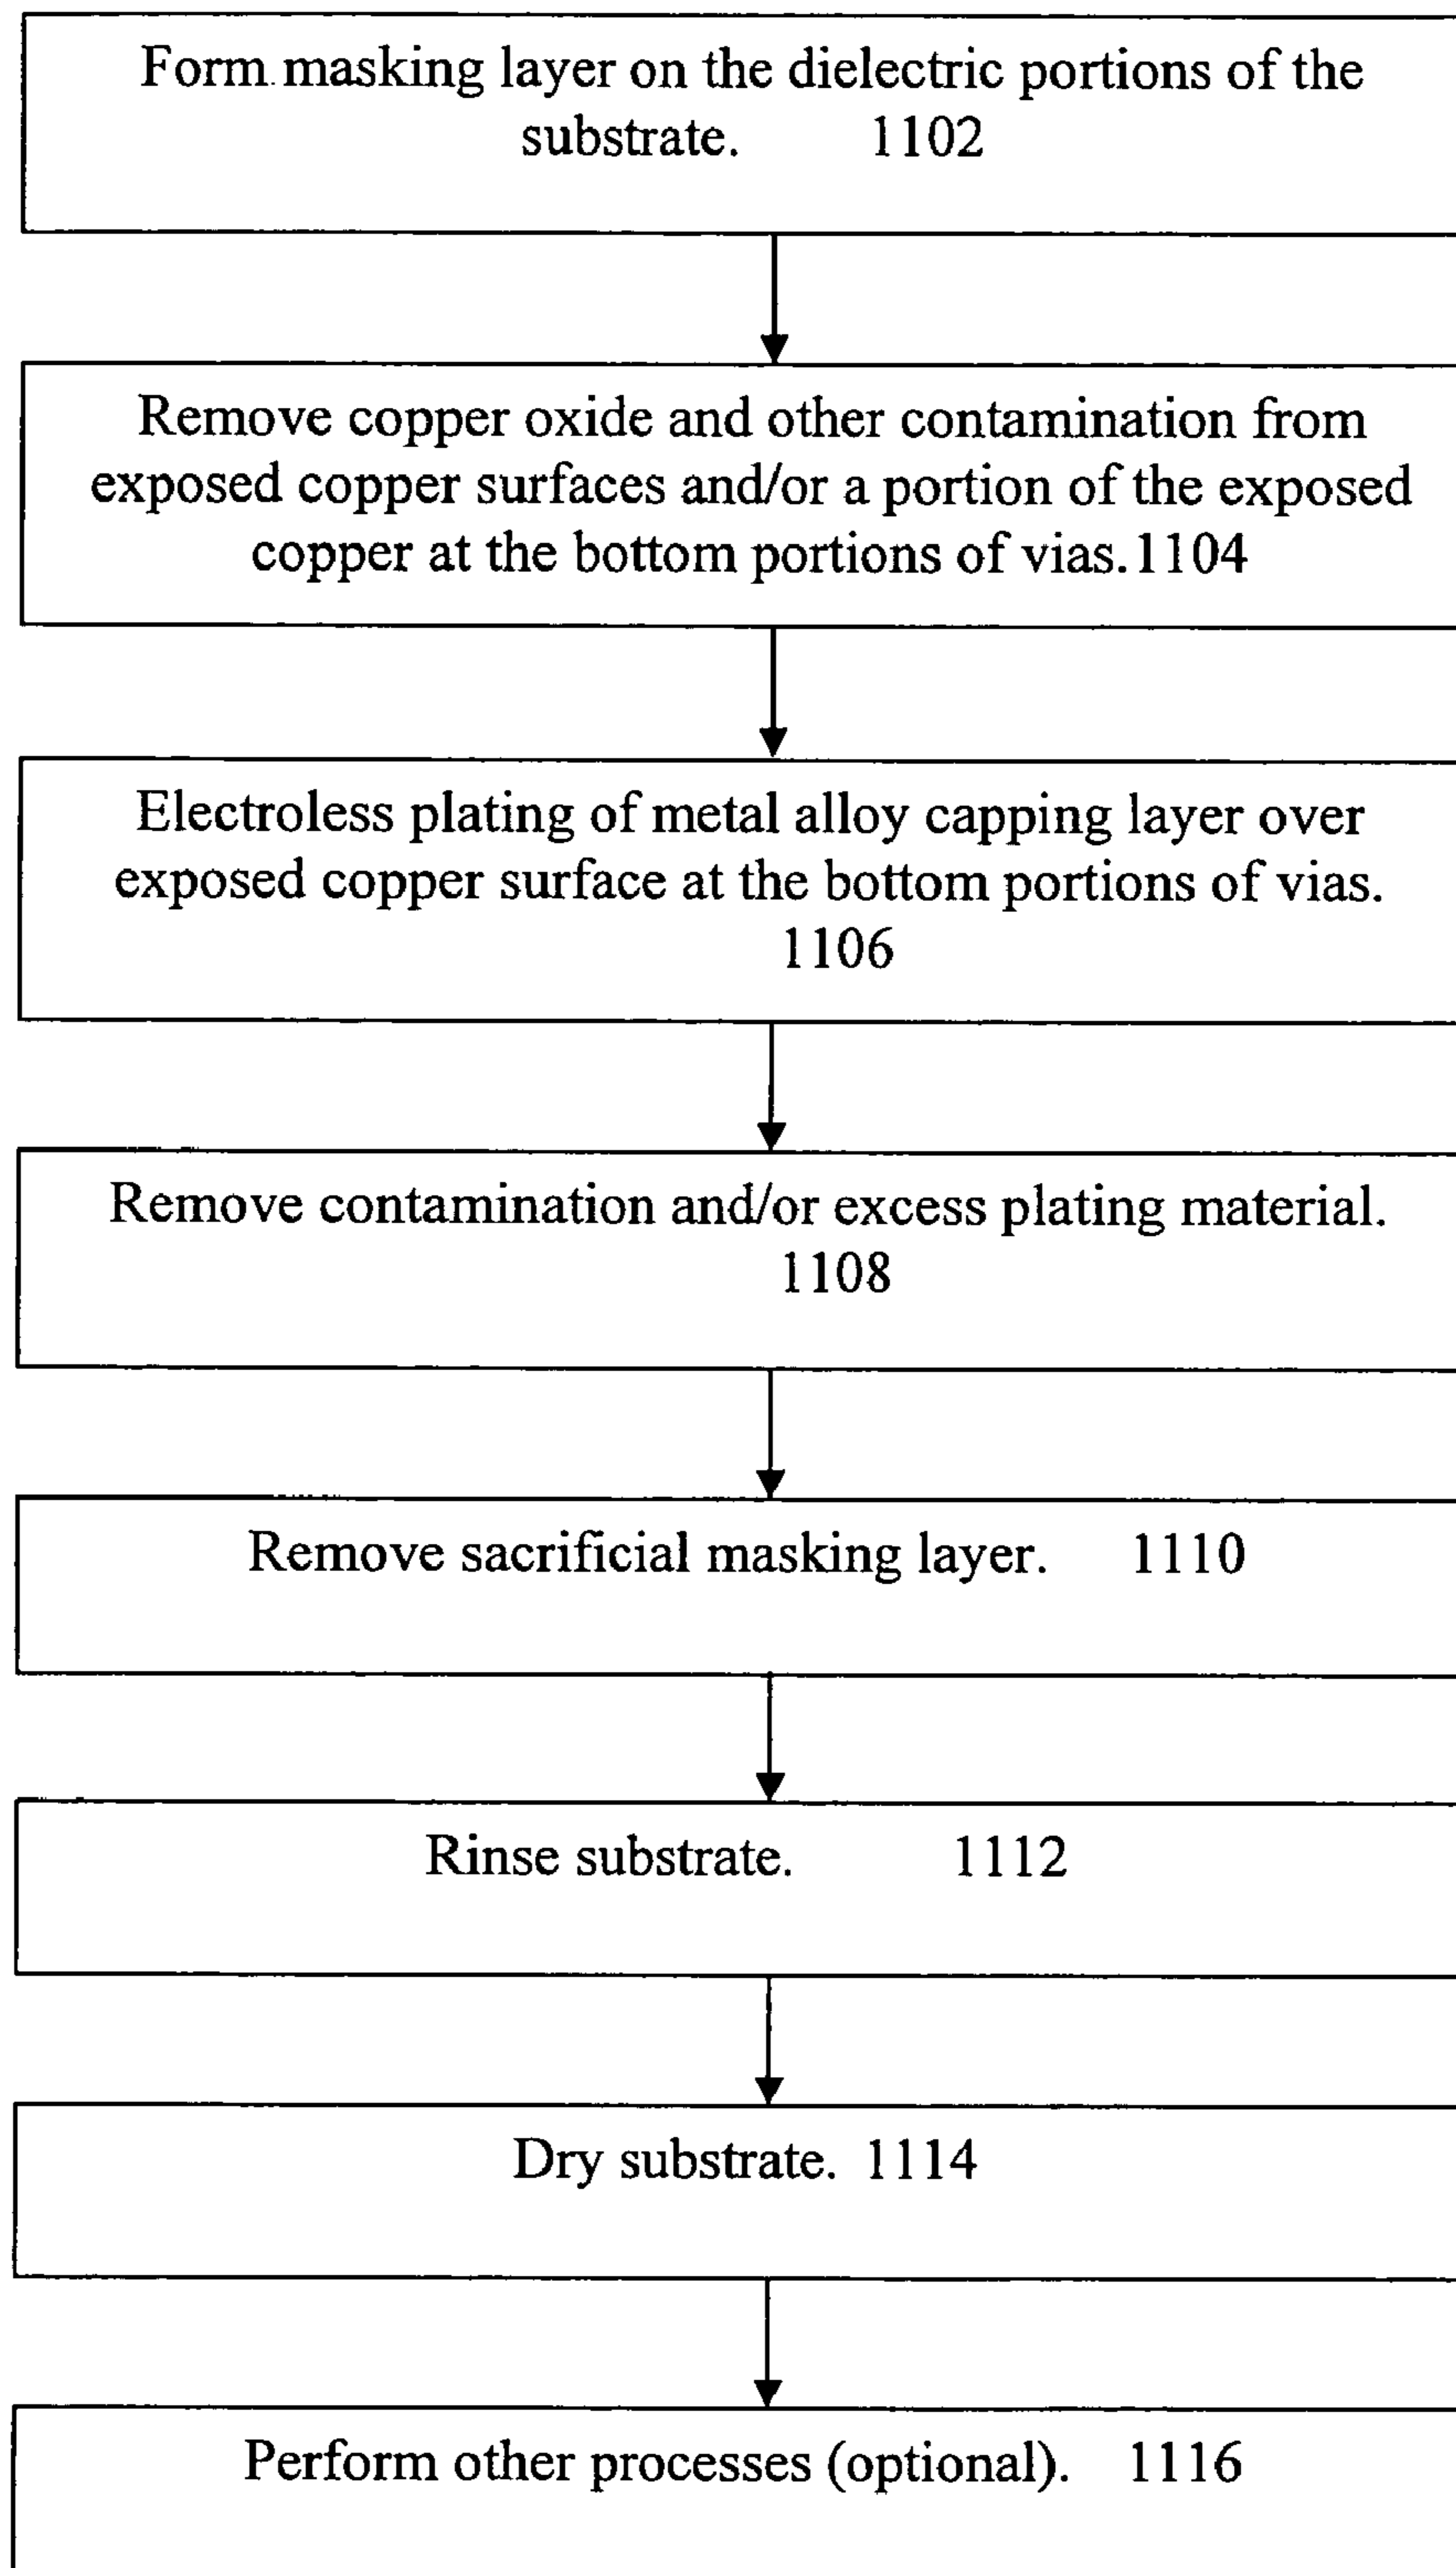 Form masking layer on the dielectric portions of the
substrate. 1102
Remove copper oxide and other contamination from
exposed copper surfaces and/or a portion of the exposed
copper at the bottom portions of vias.1104
Electroless plating of metal alloy capping layer over
exposed copper surface at the bottom portions of vias.
1106
Remove contamination and/or excess plating material.
1108
Remove sacrificial masking layer. 1110
Rinse substrate. 1112
Dry substrate. 1114
Perform other processes (optional). 1116